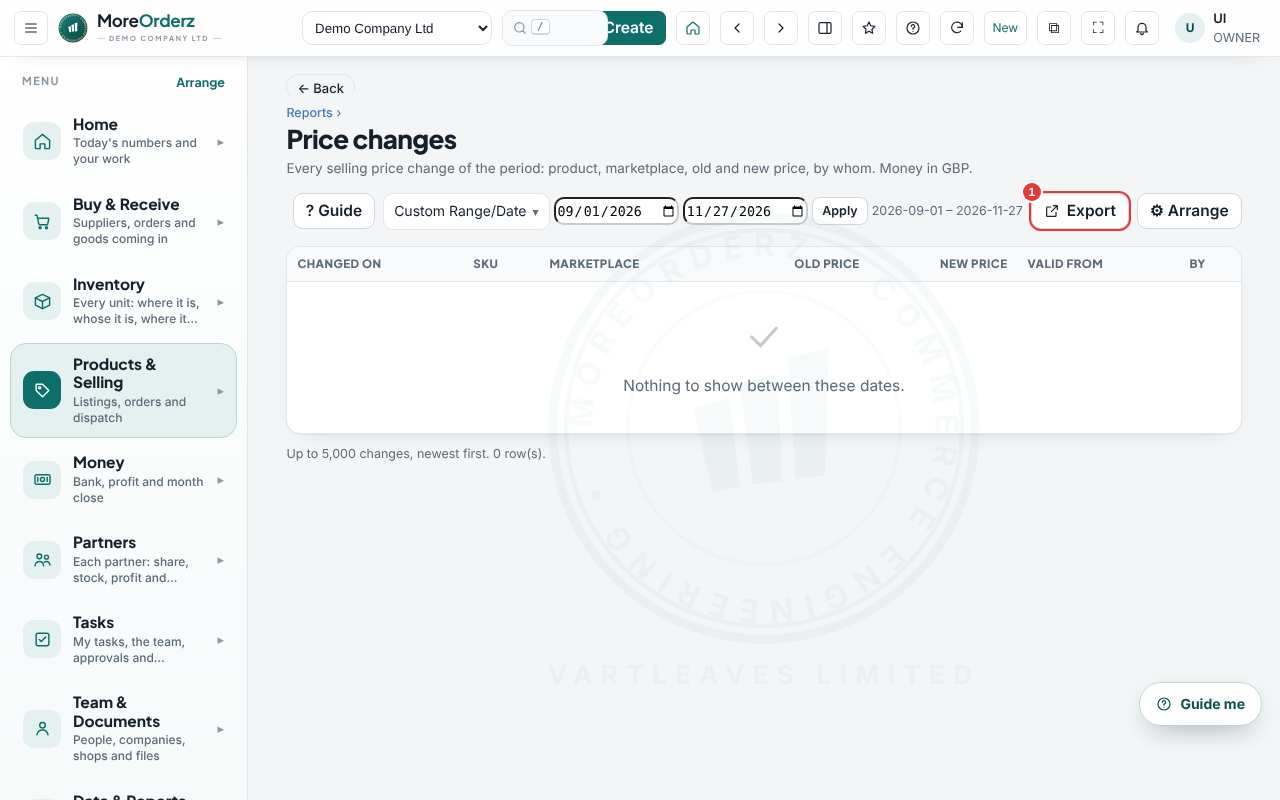 MoreOrderz
— DEMO COMPANY LTD —
Demo Company Ltd
/
Create
New
U
UI
OWNER
MENU
Arrange
Home
Today's numbers and
your work
Buy & Receive
Suppliers, orders and
goods coming in
Inventory
Every unit: where it is,
whose it is, where it...
Products &
Selling
Listings, orders and
dispatch
Money
Bank, profit and month
close
Partners
Each partner: share,
stock, profit and...
Tasks
My tasks, the team,
approvals and...
Team &
Documents
People, companies,
shops and files
Data & Reports
← Back
Reports ›
Price changes
Every selling price change of the period: product, marketplace, old and new price, by whom. Money in GBP.
? Guide
Custom Range/Date ▾
09/01/2026
11/27/2026
Apply
2026-09-01 – 2026-11-27
1
Export
⚙ Arrange
CHANGED ON SKU MARKETPLACE OLD PRICE NEW PRICE VALID FROM BY
Nothing to show between these dates.
Up to 5,000 changes, newest first. 0 row(s).
MOREORDERZ COMMERCE ENGINEERING
VARTLEAVES LIMITED
Guide me